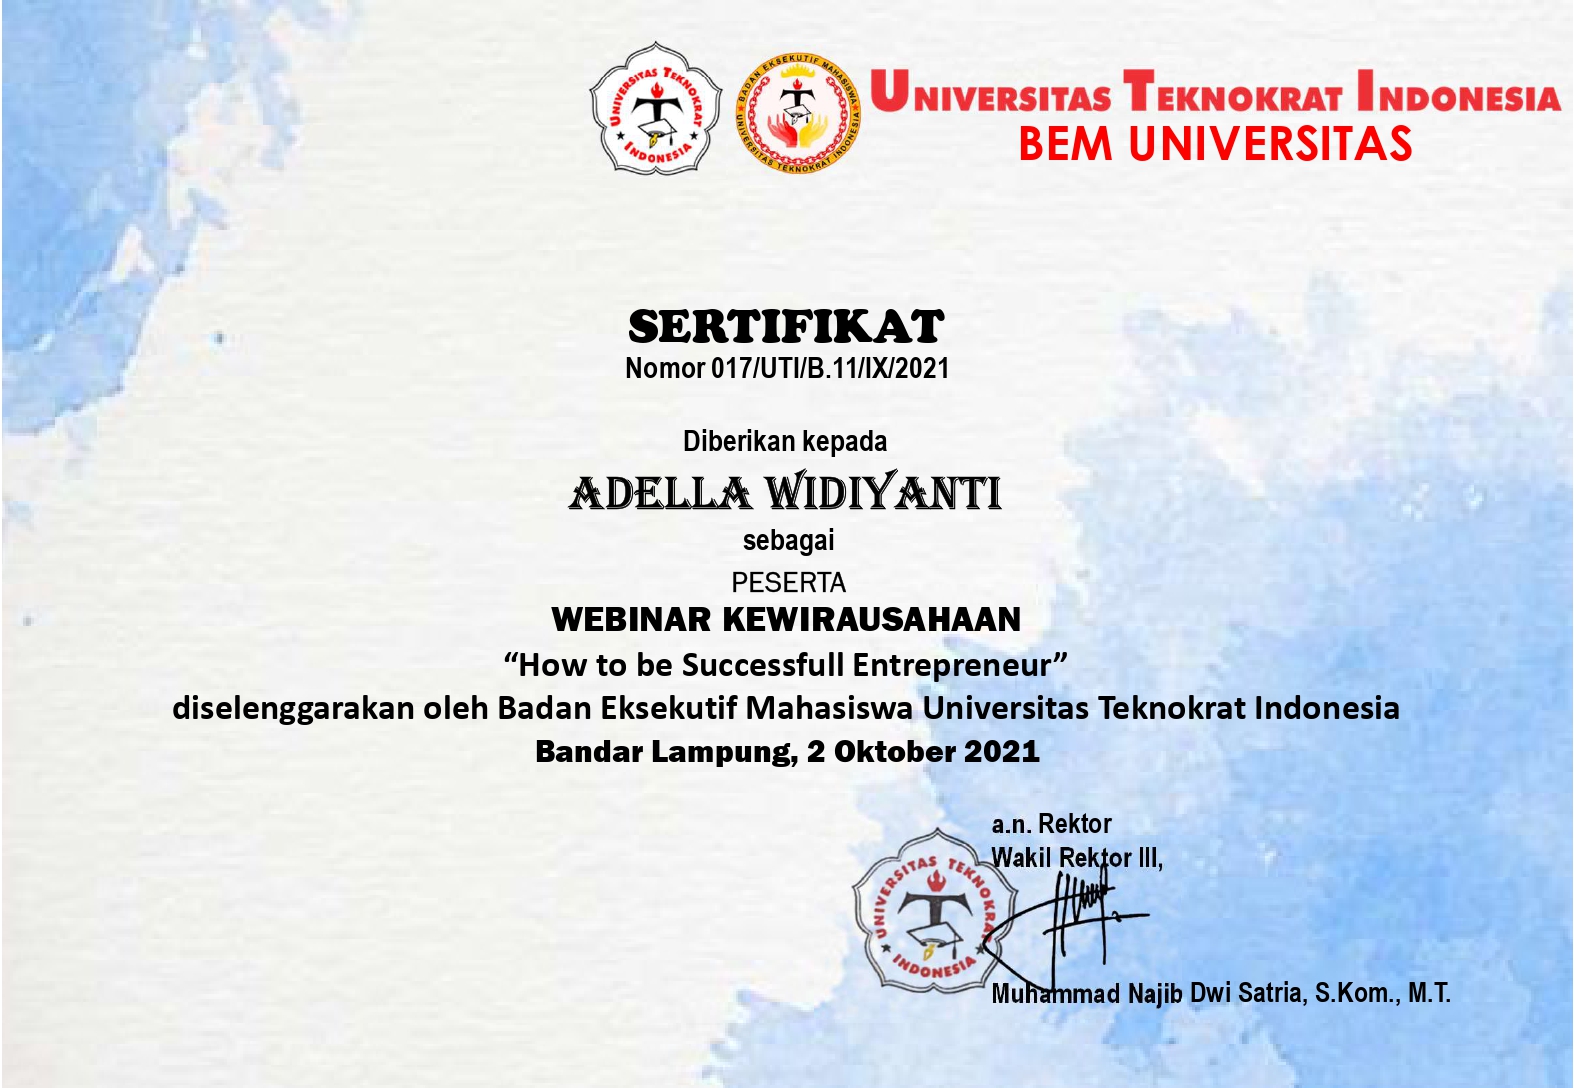 UNIVERSITAS TEKNOKRAT INDONESIA
BADAN EKSEKUTIF MAHASISWA
UNIVERSITAS TEKNOKRAT INDONESIA
UNIVERSITAS TEKNOKRAT INDONESIA
BEM UNIVERSITAS
SERTIFIKAT
Nomor 017/UTI/B.11/IX/2021
Diberikan kepada
ADELLA WIDIYANTI
sebagai
PESERTA
WEBINAR KEWIRAUSAHAAN
“How to be Successfull Entrepreneur”
diselenggarakan oleh Badan Eksekutif Mahasiswa Universitas Teknokrat Indonesia
Bandar Lampung, 2 Oktober 2021
a.n. Rektor
Wakil Rektor III,
UNIVERSITAS TEKNOKRAT INDONESIA
Muhammad Najib Dwi Satria, S.Kom., M.T.